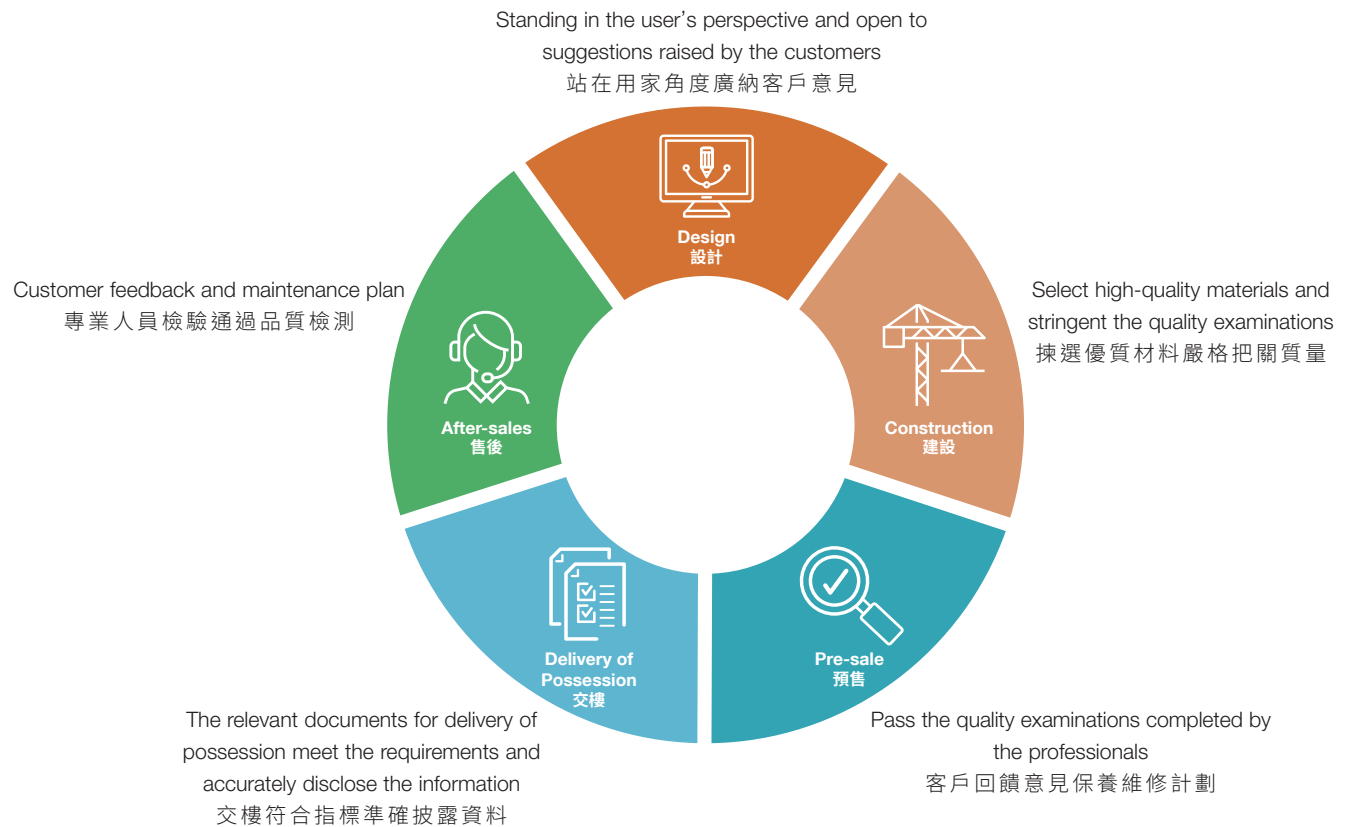 Standing in the user's perspective and open to
suggestions raised by the customers
站在用家角度廣納客戶意見
Design
設計
Customer feedback and maintenance plan
專業人員檢驗通過品質檢測
Select high-quality materials and
stringent the quality examinations
揀選優質材料嚴格把關質量
After-sales
售後
Construction
建設
Delivery of
Possession
交樓
Pre-sale
預售
The relevant documents for delivery of
possession meet the requirements and
accurately disclose the information
交樓符合指標準確披露資料
Pass the quality examinations completed by
the professionals
客戶回饋意見保養維修計劃